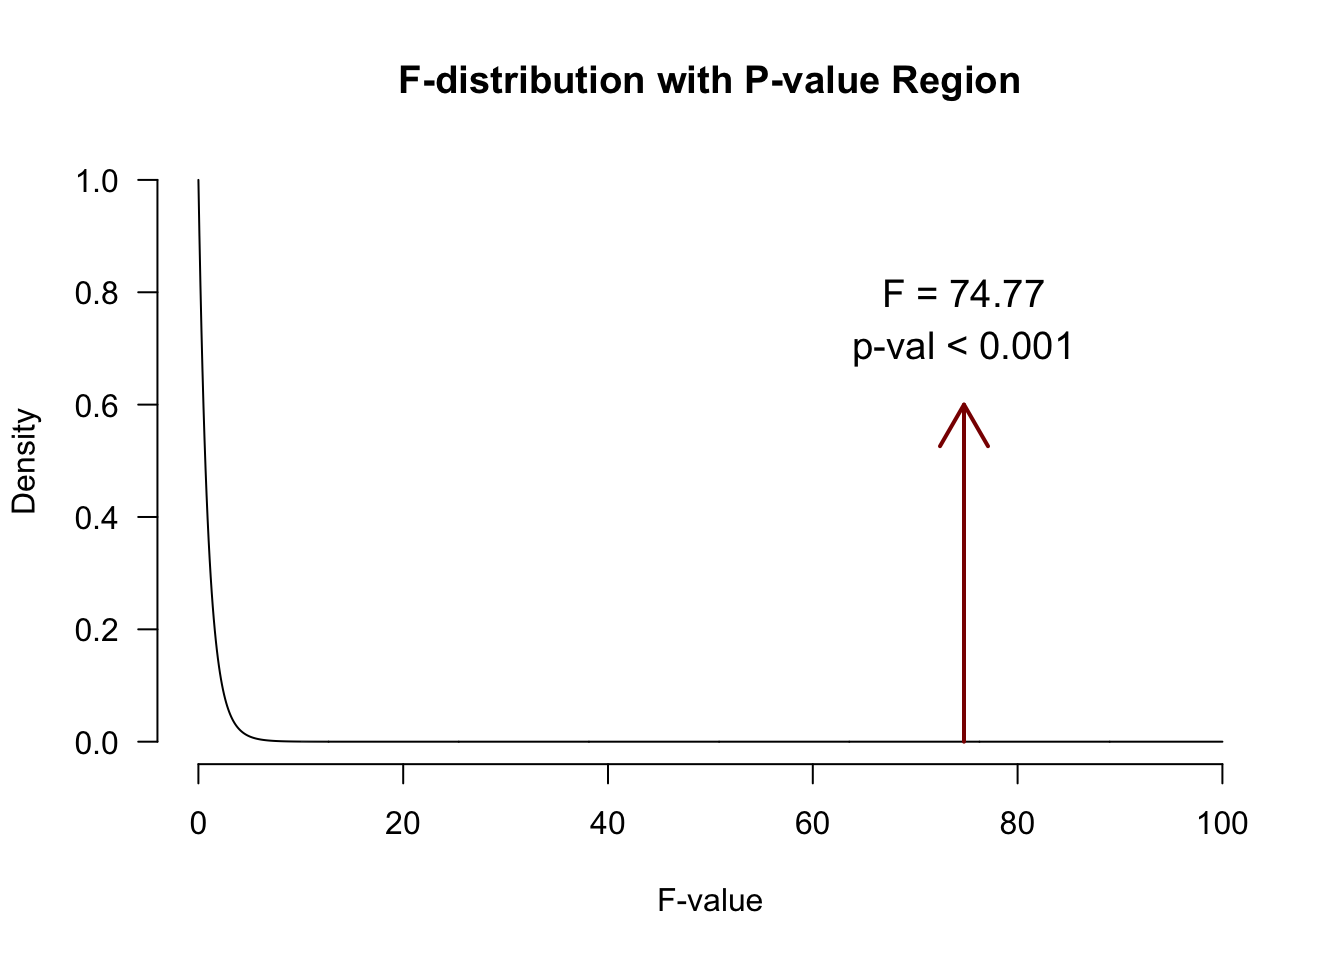 F-distribution with P-value Region
1.0
0.8
0.6
0.4
0.2
0.0
Density
F = 74.77
p-val < 0.001
0 20 40 60 80 100
F-value